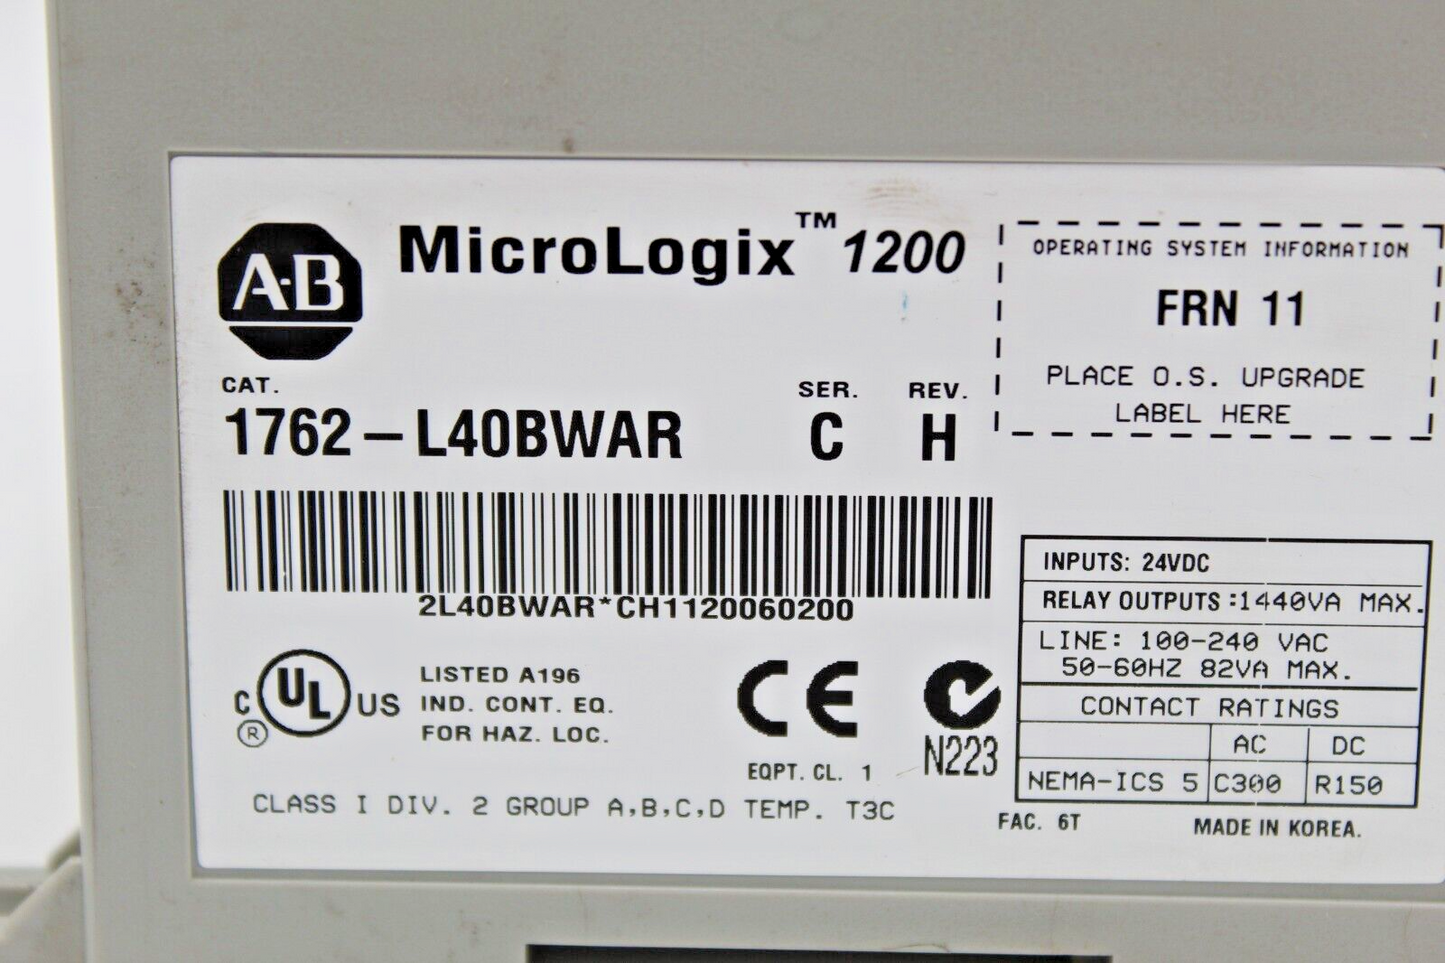 A·B
MicroLogix™ 1200
CAT.
1762-L40BWAR
SER.
C
REV.
H
OPERATING SYSTEM INFORMATION
FRN 11
PLACE O.S. UPGRADE
LABEL HERE
2L40BWAR*CH1120060200
C UL US
®
LISTED A196
IND. CONT. EQ.
FOR HAZ. LOC.
CE
EQPT. CL. 1
N223
CLASS I DIV. 2 GROUP A,B,C,D TEMP. T3C
INPUTS: 24VDC
RELAY OUTPUTS :1440VA MAX.
LINE: 100-240 VAC
50-60HZ 82VA MAX.
CONTACT RATINGS
AC DC
NEMA-ICS 5 C300 R150
FAC. 6T
MADE IN KOREA.